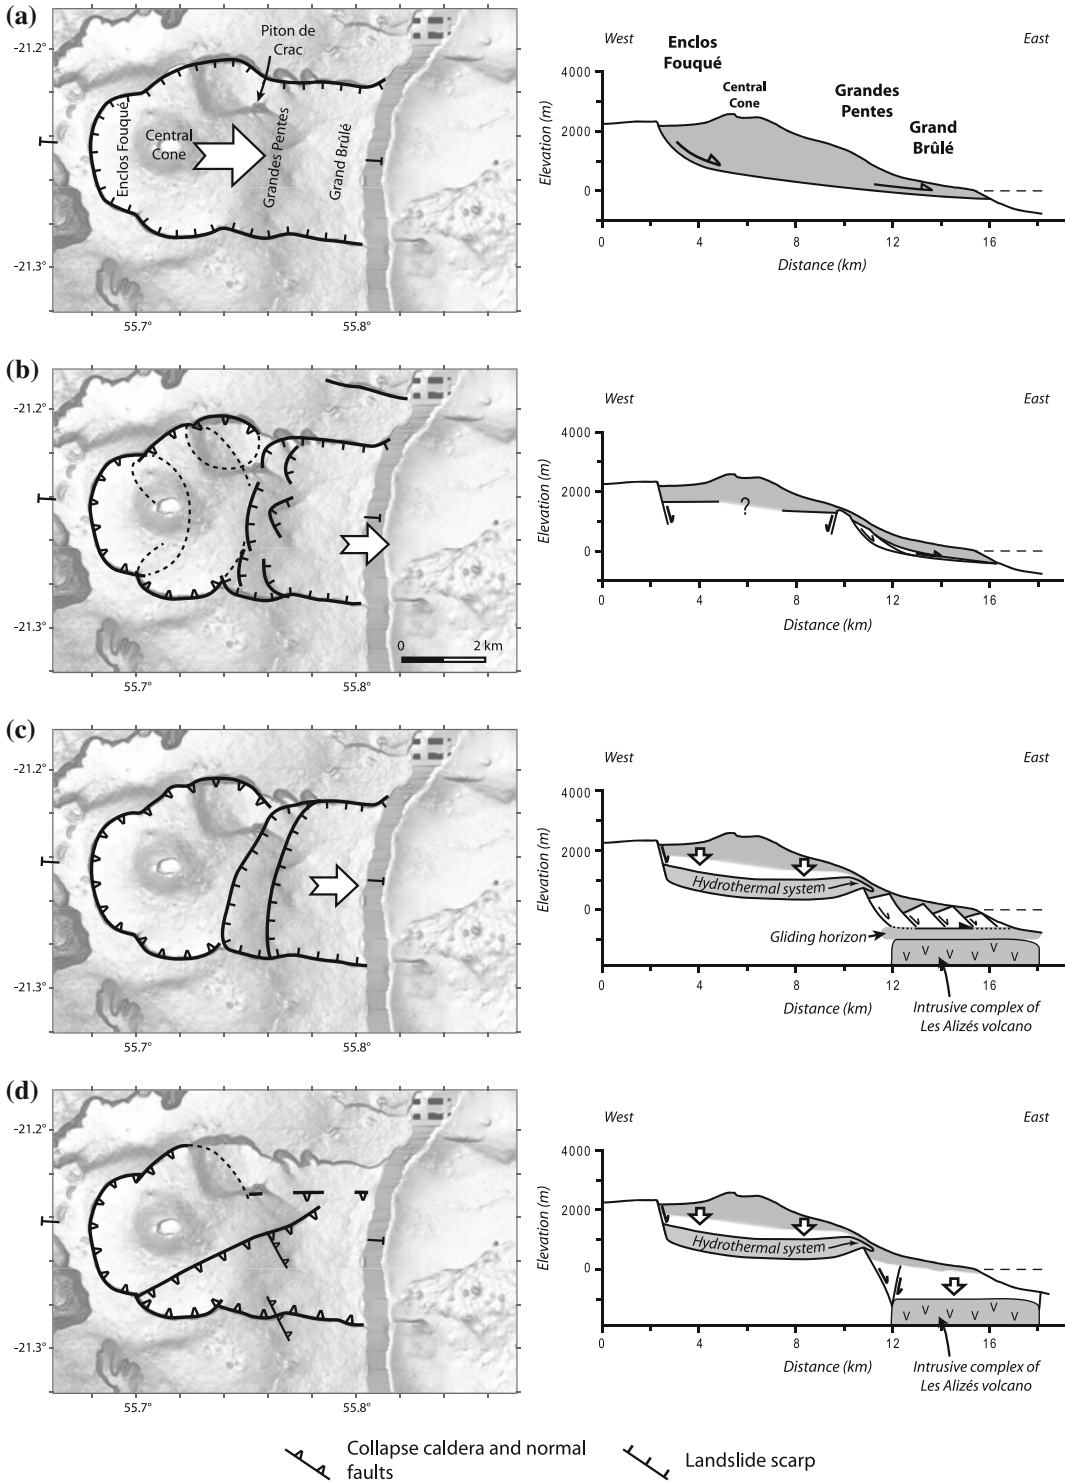 (a)
Piton de
Crac
-21.2°
Enclos Fouqué
Central
Cone
Grandes Pentes
Grand Brûlé
-21.3°
55.7°
55.8°
West
East
Enclos
Fouqué
Central
Cone
Grandes
Pentes
Grand
Brûlé
Elevation (m)
4000
2000
0
0
4
8
12
16
Distance (km)
(b)
-21.2°
-21.3°
0
2 km
55.7°
55.8°
West
East
Elevation (m)
4000
2000
0
?
0
4
8
12
16
Distance (km)
(c)
-21.2°
-21.3°
55.7°
55.8°
West
East
Elevation (m)
4000
2000
0
Hydrothermal system
Gliding horizon
V V V V V V
0
4
8
12
16
Distance (km)
Intrusive complex of
Les Alizés volcano
(d)
-21.2°
-21.3°
55.7°
55.8°
West
East
Elevation (m)
4000
2000
0
Hydrothermal system
V V V V V V
0
4
8
12
16
Distance (km)
Intrusive complex of
Les Alizés volcano
Collapse caldera and normal
faults
Landslide scarp